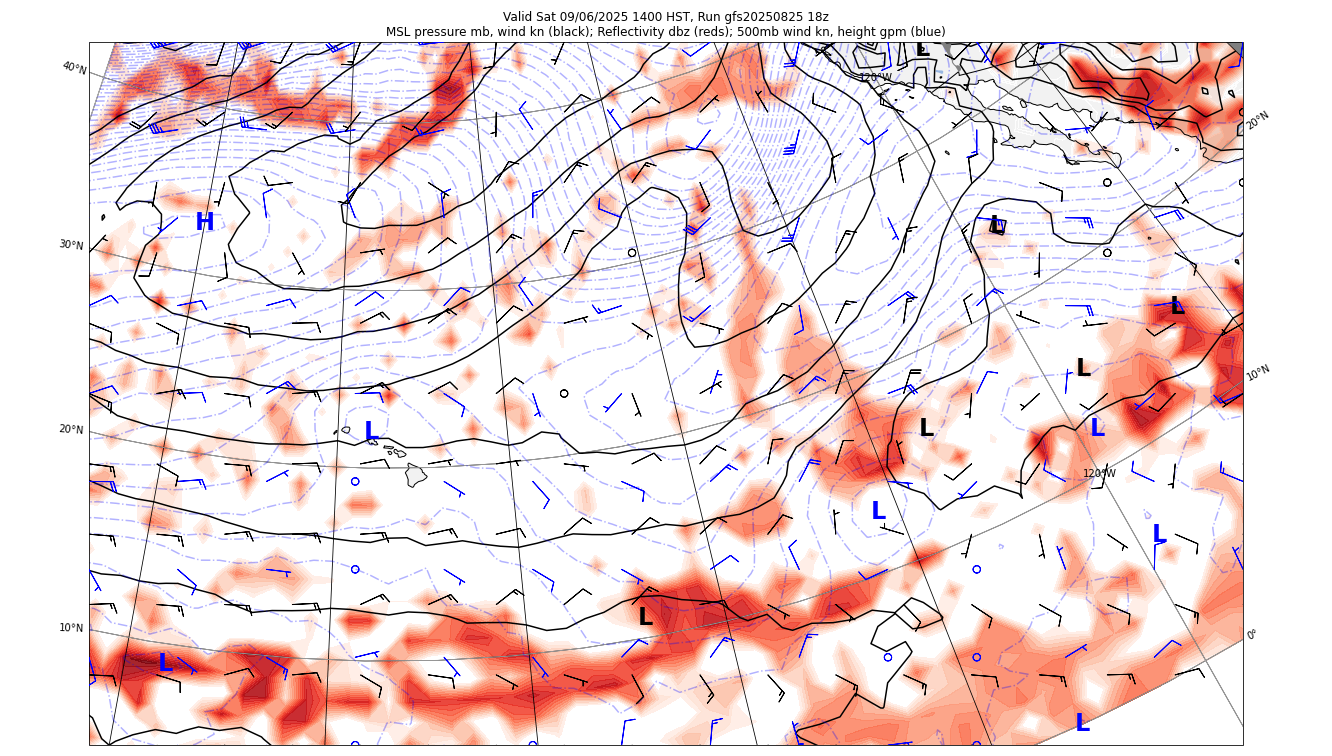 Valid Sat 09/06/2025 1400 HST, Run gfs20250825 18z
MSL pressure mb, wind kn (black); Reflectivity dbz (reds); 500mb wind kn, height gpm (blue)
L
40°N
120°W
20°N
H
L
30°N
L
L
10°N
L
20°N
L
L
120°W
L
L
L
10°N
0°
L
L